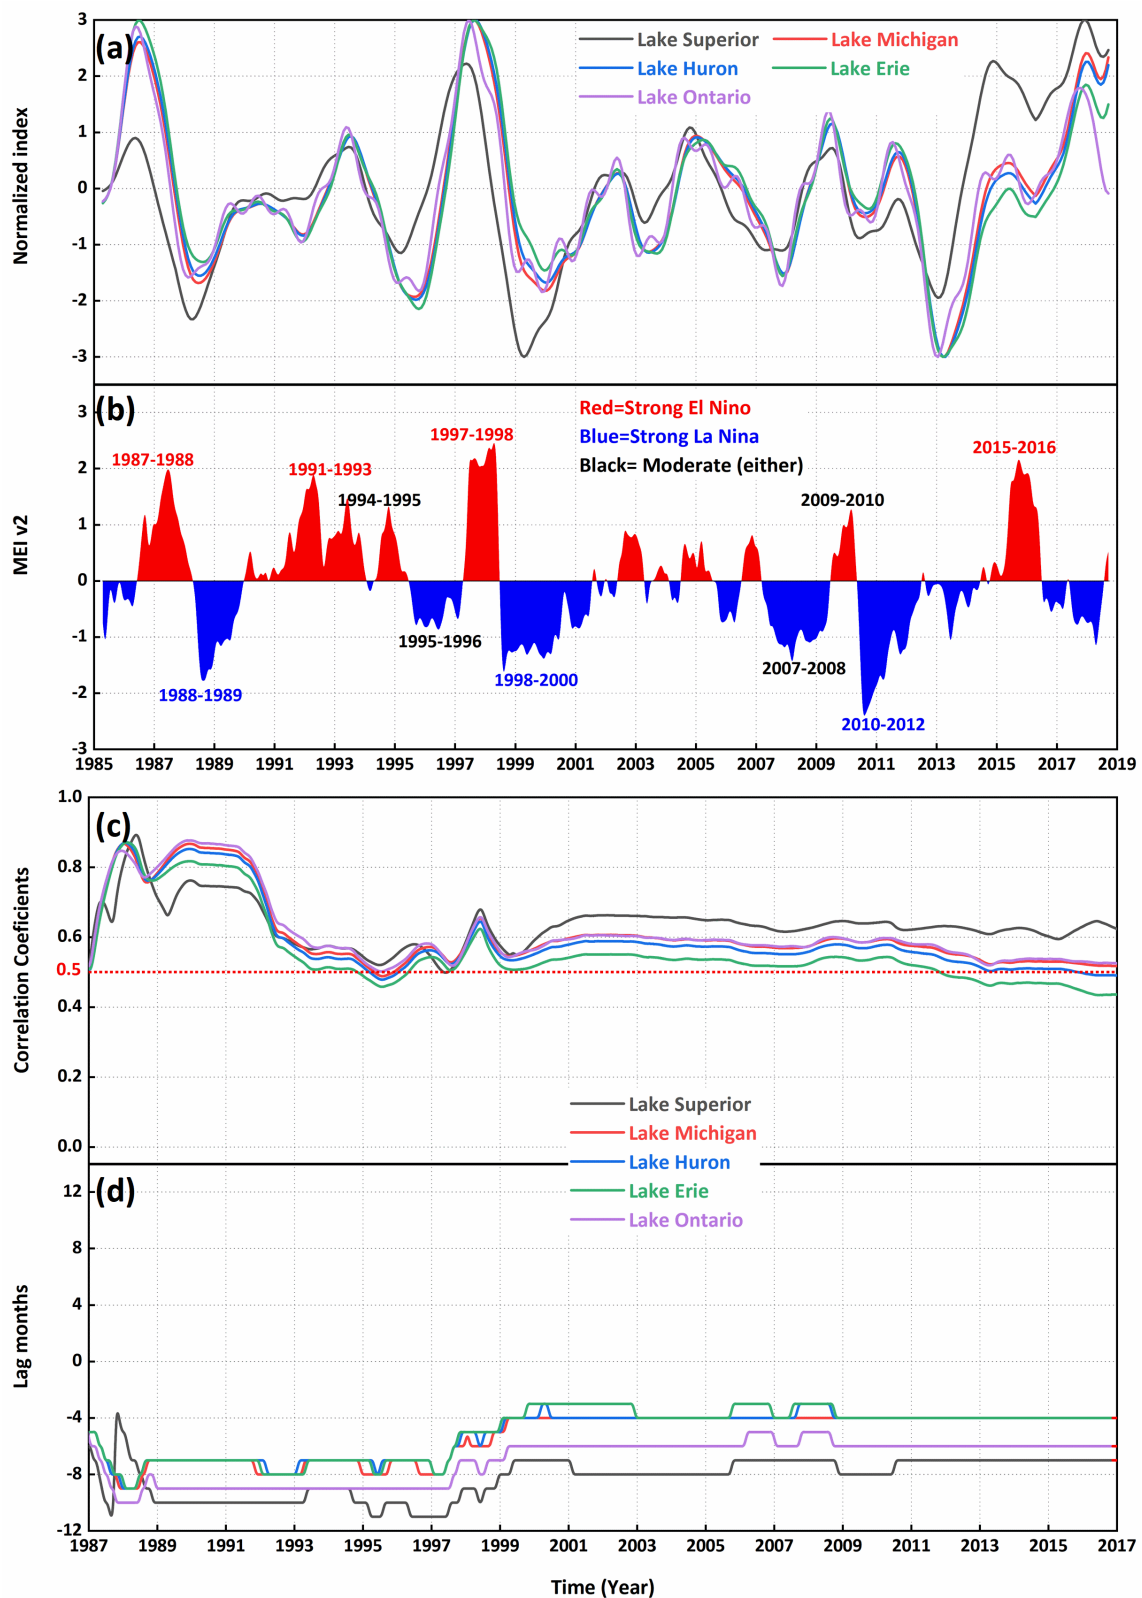 (a)
Lake Superior
Lake Michigan
Lake Huron
Lake Erie
Lake Ontario
3
2
1
0
-1
-2
-3
Normalized index
(b)
Red=Strong El Nino
Blue=Strong La Nina
Black= Moderate (either)
1987-1988
1991-1993
1994-1995
1997-1998
2009-2010
2015-2016
1988-1989
1995-1996
1998-2000
2007-2008
2010-2012
3
2
1
0
-1
-2
-3
MEI v2
1985 1987 1989 1991 1993 1995 1997 1999 2001 2003 2005 2007 2009 2011 2013 2015 2017 2019
(c)
1.0
0.8
0.6
0.5
0.4
0.2
0.0
Correlation Coeficients
Lake Superior
Lake Michigan
Lake Huron
Lake Erie
Lake Ontario
(d)
12
8
4
0
-4
-8
-12
Lag months
1987 1989 1991 1993 1995 1997 1999 2001 2003 2005 2007 2009 2011 2013 2015 2017
Time (Year)